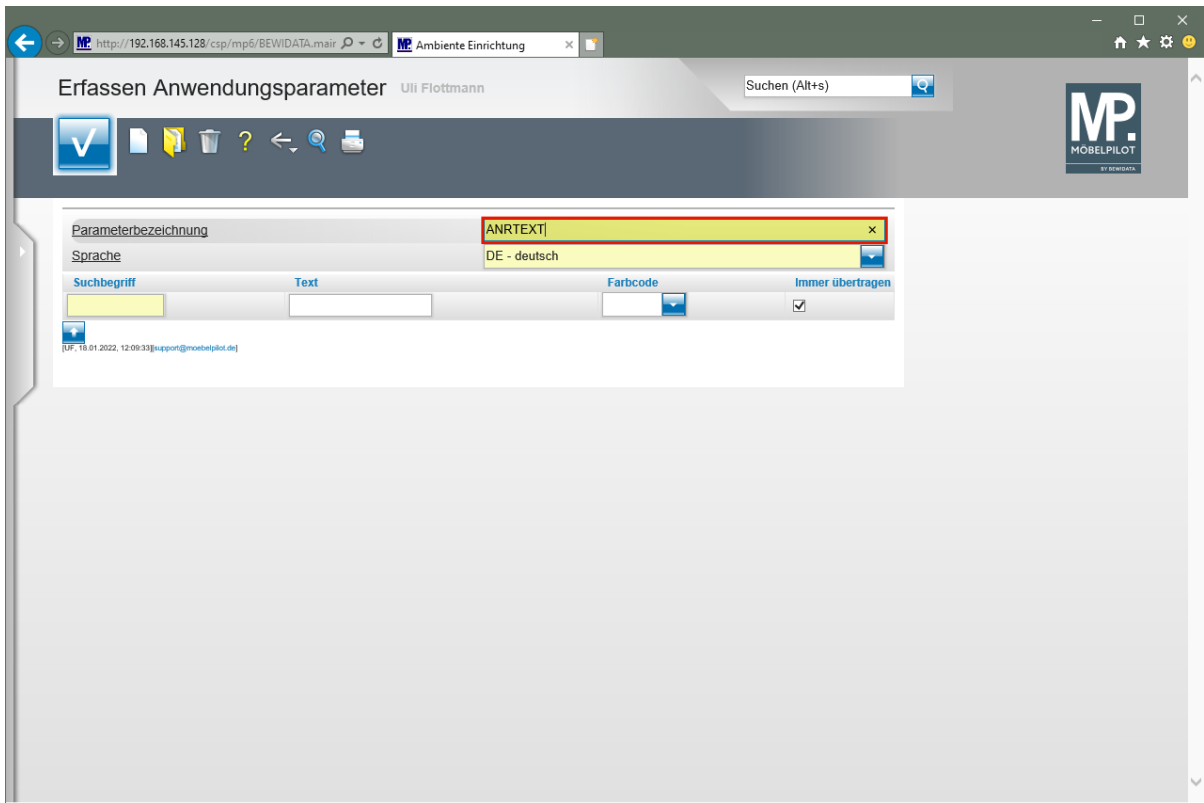 http://192.168.145.128/csp/mp6/BEWIDATA.mair
MP. Ambiente Einrichtung
Erfassen Anwendungsparameter Uli Flottmann
Suchen (Alt+s)
MP.
MÖBELPILOT
BY BEWIDATA
Parameterbezeichnung ANRTEXT
Sprache DE - deutsch
Suchbegriff Text Farbcode Immer übertragen
[UF, 18.01.2022, 12:09:33][support@moebelpilot.de]